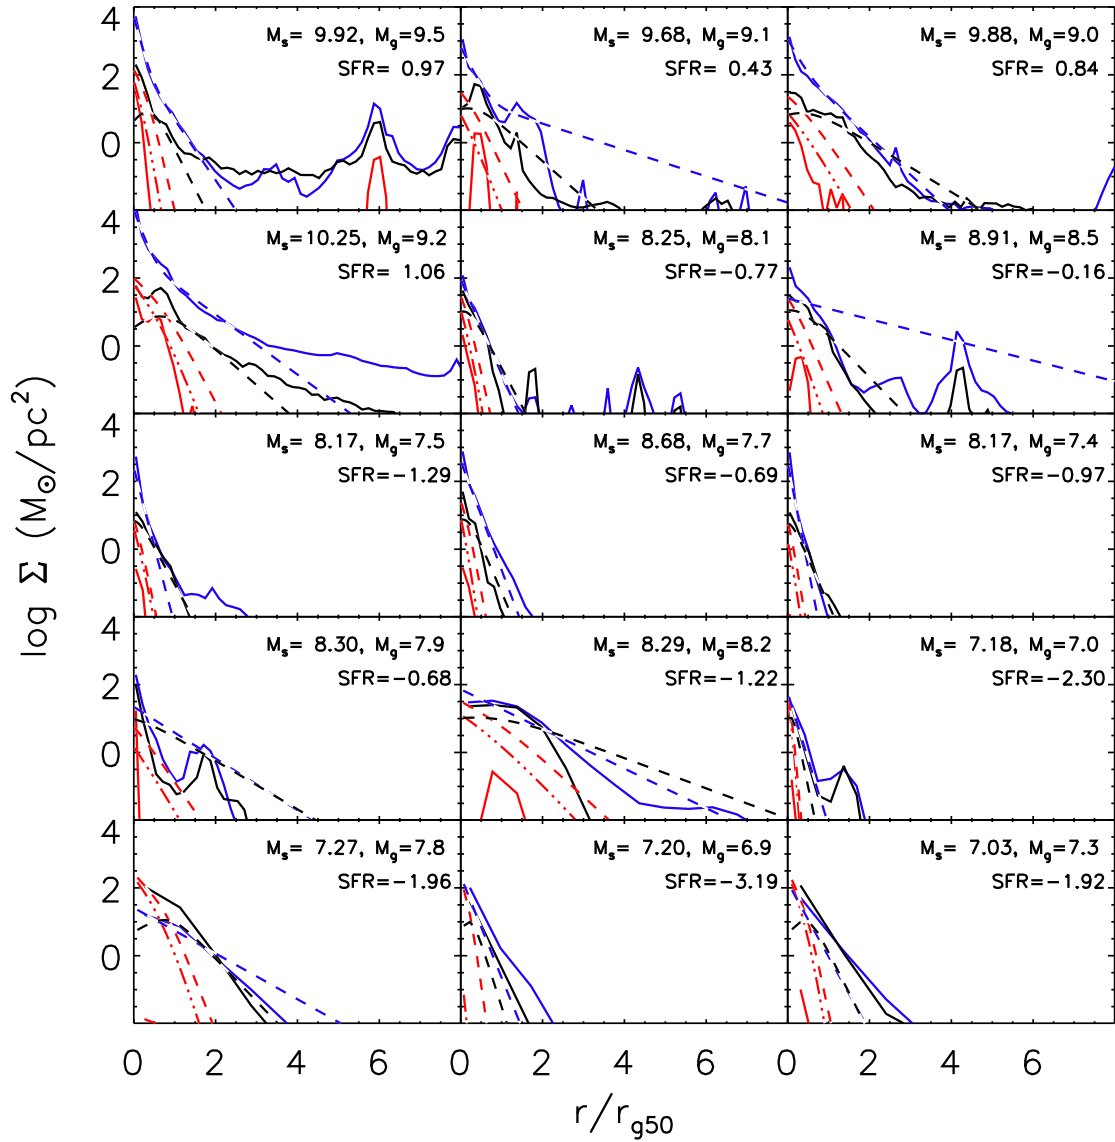 4
M_s= 9.92, M_g=9.5
M_s= 9.68, M_g=9.1
M_s= 9.88, M_g=9.0
SFR= 0.97
SFR= 0.43
SFR= 0.84
2
0
4
M_s=10.25, M_g=9.2
M_s= 8.25, M_g=8.1
M_s= 8.91, M_g=8.5
SFR= 1.06
SFR=−0.77
SFR=−0.16
2
0
4
M_s= 8.17, M_g=7.5
M_s= 8.68, M_g=7.7
M_s= 8.17, M_g=7.4
SFR=−1.29
SFR=−0.69
SFR=−0.97
2
0
log Σ (M⊙/pc²)
4
M_s= 8.30, M_g=7.9
M_s= 8.29, M_g=8.2
M_s= 7.18, M_g=7.0
SFR=−0.68
SFR=−1.22
SFR=−2.30
2
0
4
M_s= 7.27, M_g=7.8
M_s= 7.20, M_g=6.9
M_s= 7.03, M_g=7.3
SFR=−1.96
SFR=−3.19
SFR=−1.92
2
0
0 2 4 6 0 2 4 6 0 2 4 6
r/r_g50